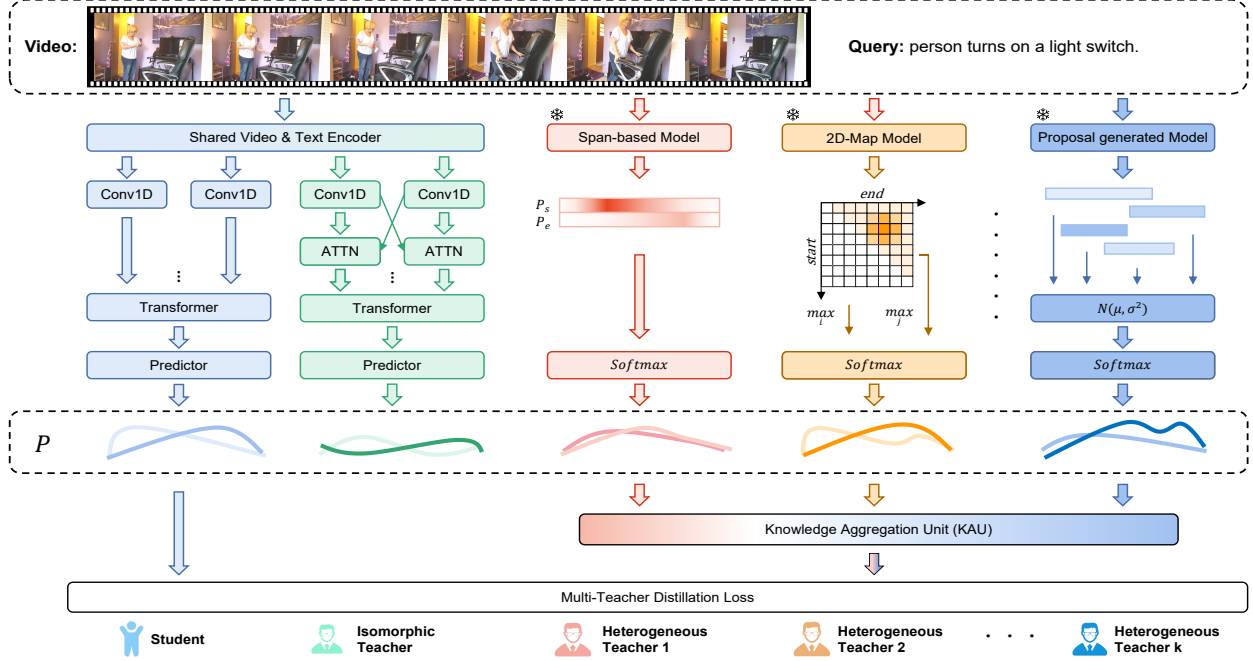 Video:
Query: person turns on a light switch.
Shared Video & Text Encoder
Span-based Model
2D-Map Model
Proposal generated Model
Conv1D
Conv1D
Conv1D
Conv1D
P_s
P_e
end
start
ATTN
ATTN
⋮
⋮
Transformer
Transformer
max_i
max_j
N(μ, σ²)
Predictor
Predictor
Softmax
Softmax
Softmax
P
Knowledge Aggregation Unit (KAU)
Multi-Teacher Distillation Loss
Student
Isomorphic
Teacher
Heterogeneous
Teacher 1
Heterogeneous
Teacher 2
. . .
Heterogeneous
Teacher k